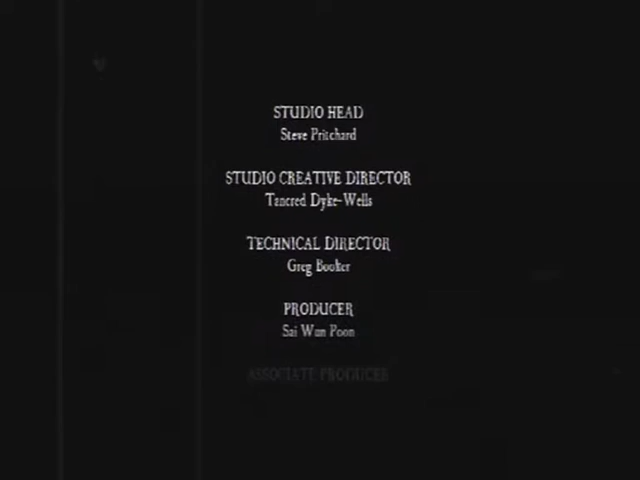 STUDIO HEAD
Steve Pritchard
STUDIO CREATIVE DIRECTOR
Tancred Dyke-Wells
TECHNICAL DIRECTOR
Greg Booker
PRODUCER
Sai Wun Poon
ASSOCIATE PRODUCER